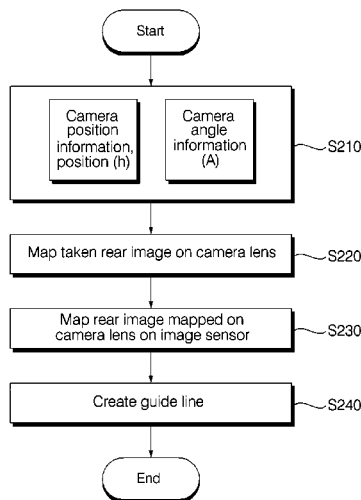 Start
Camera
position
information,
position (h)
Camera
angle
information
(A)
S210
Map taken rear image on camera lens
S220
Map rear image mapped on
camera lens on image sensor
S230
Create guide line
S240
End